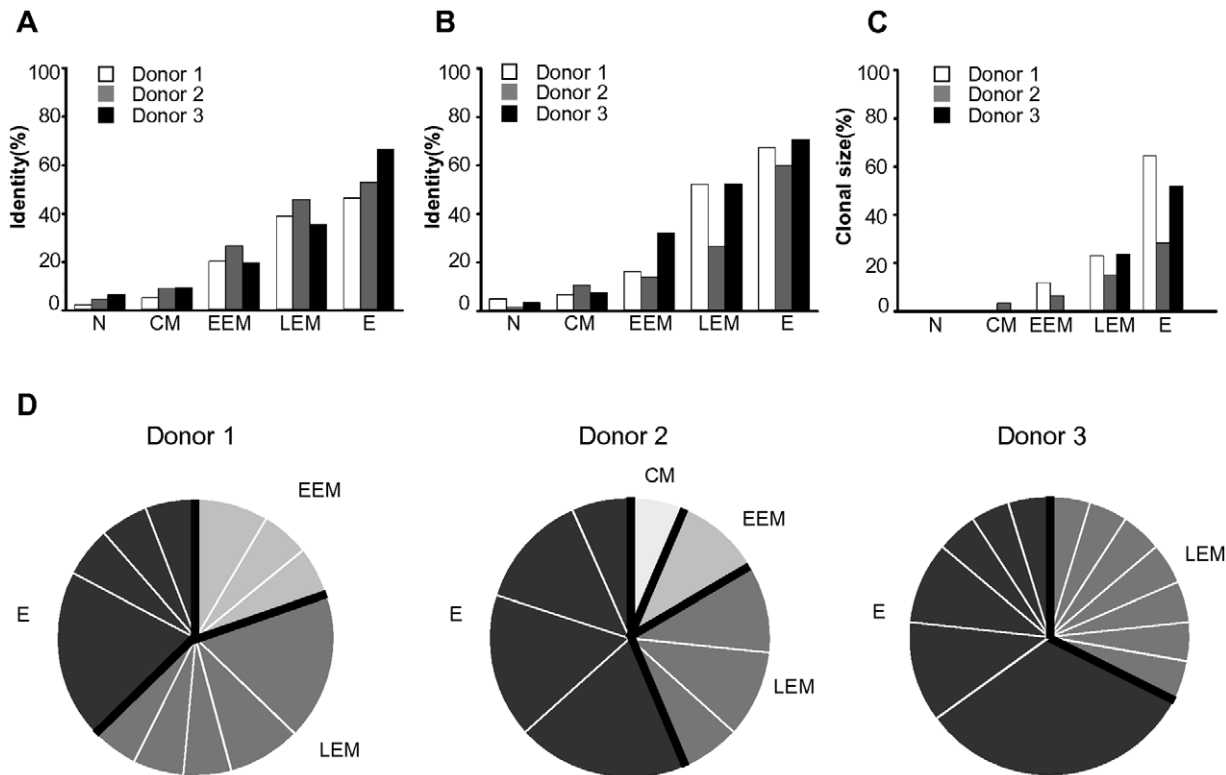 A
Identity(%)
100
80
60
40
20
0
Donor 1
Donor 2
Donor 3
N CM EEM LEM E
B
Identity(%)
100
80
60
40
20
0
Donor 1
Donor 2
Donor 3
N CM EEM LEM E
C
Clonal size(%)
100
80
60
40
20
0
Donor 1
Donor 2
Donor 3
N CM EEM LEM E
D
Donor 1
EEM
E
LEM
Donor 2
CM
EEM
E
LEM
Donor 3
LEM
E